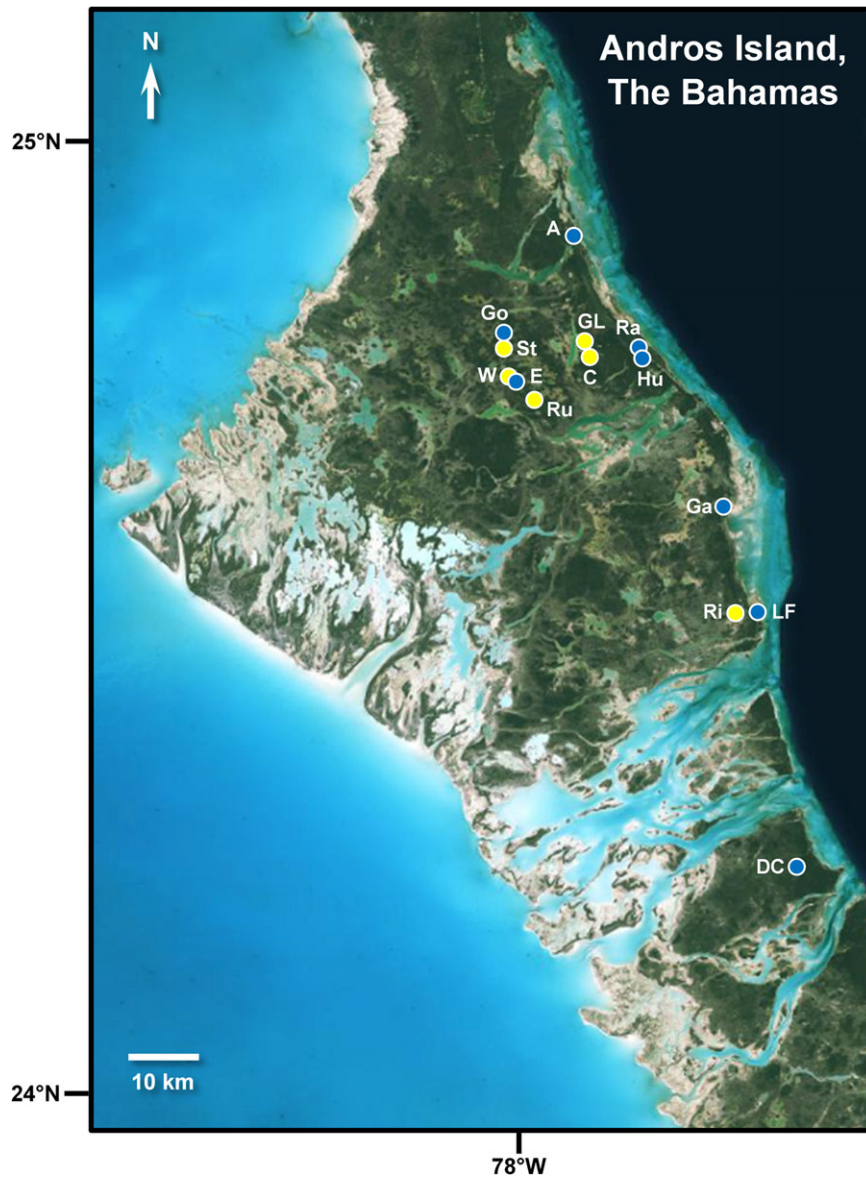 Andros Island,
The Bahamas
N
25°N
A
Go
GL
Ra
St
W
E
C
Hu
Ru
Ga
Ri
LF
DC
10 km
24°N
78°W